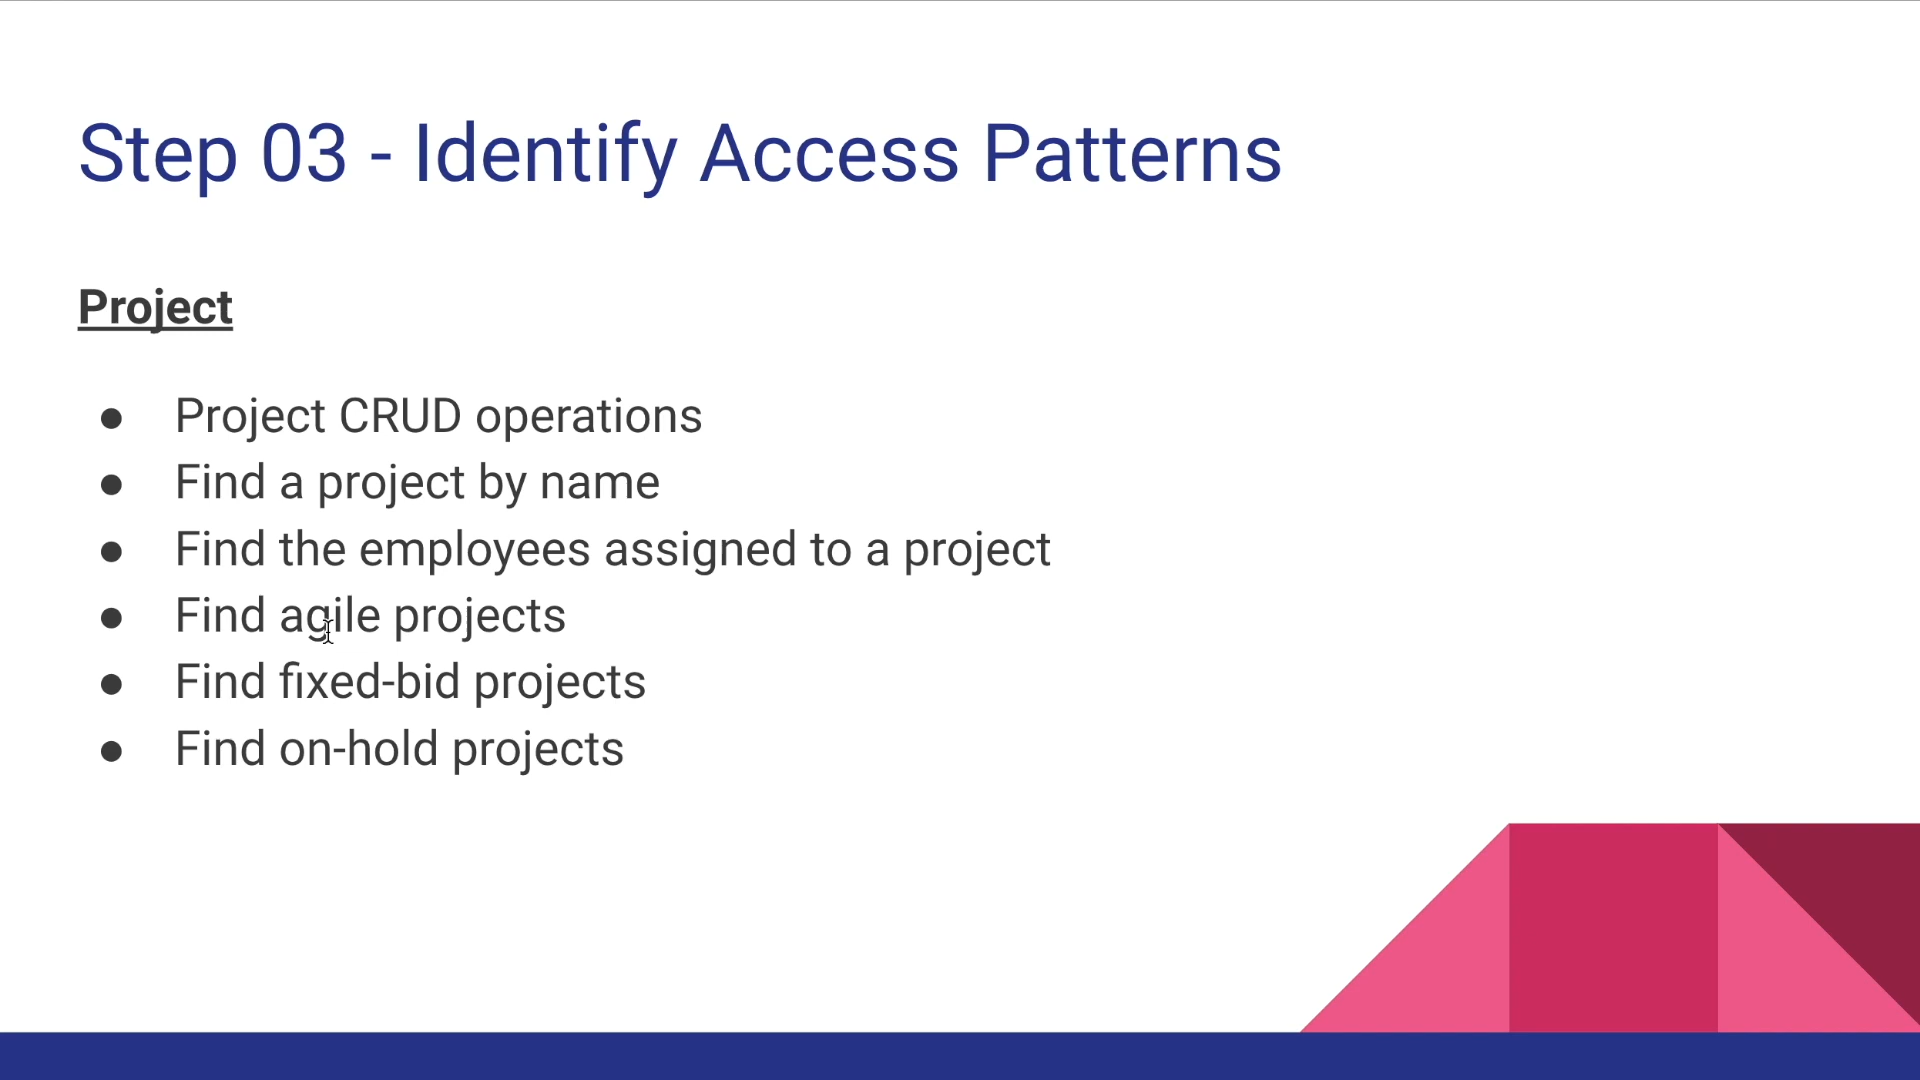 Step 03 - Identify Access Patterns
Project
● Project CRUD operations
● Find a project by name
● Find the employees assigned to a project
● Find agile projects
● Find fixed-bid projects
● Find on-hold projects